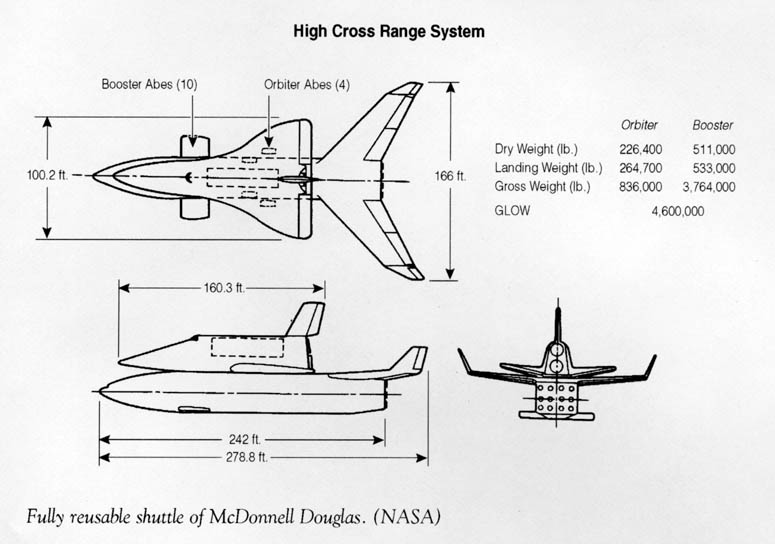 High Cross Range System
Booster Abes (10)
Orbiter Abes (4)
100.2 ft.
166 ft.
Orbiter Booster
Dry Weight (lb.) 226,400 511,000
Landing Weight (lb.) 264,700 533,000
Gross Weight (lb.) 836,000 3,764,000
GLOW 4,600,000
160.3 ft.
242 ft.
278.8 ft.
Fully reusable shuttle of McDonnell Douglas. (NASA)